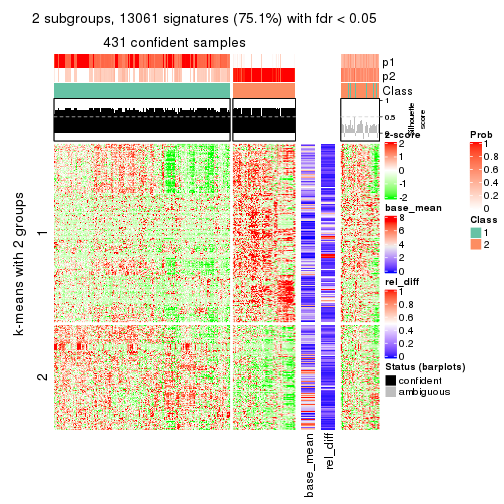 2 subgroups, 13061 signatures (75.1%) with fdr < 0.05
431 confident samples
p1
p2
Class
1
0.5
0
Silhouette
score
k-means with 2 groups
1
2
base_mean
rel_diff
z-score
2
1
0
-1
-2
base_mean
8
6
4
2
0
rel_diff
1
0.8
0.6
0.4
0.2
0
Status (barplots)
confident
ambiguous
Prob
1
0.8
0.6
0.4
0.2
0
Class
1
2